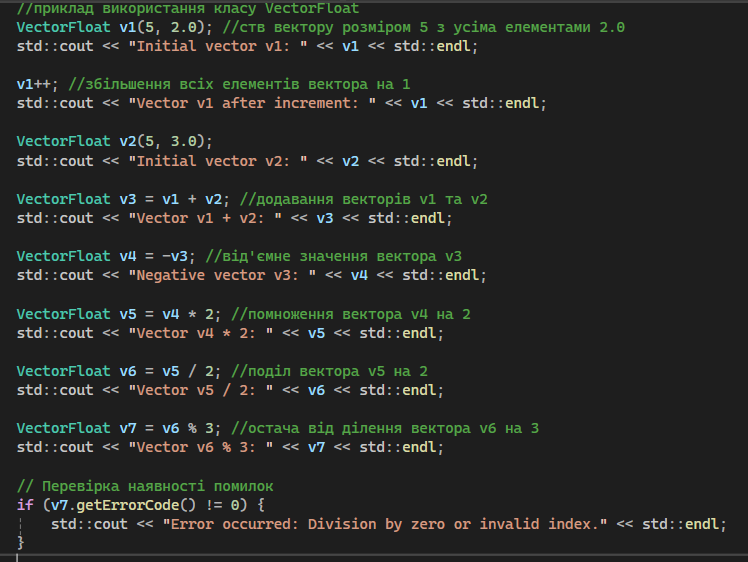 //приклад використання класу VectorFloat
VectorFloat v1(5, 2.0); //ств вектору розміром 5 з усіма елементами 2.0
std::cout << "Initial vector v1: " << v1 << std::endl;
v1++; //збільшення всіх елементів вектора на 1
std::cout << "Vector v1 after increment: " << v1 << std::endl;
VectorFloat v2(5, 3.0);
std::cout << "Initial vector v2: " << v2 << std::endl;
VectorFloat v3 = v1 + v2; //додавання векторів v1 та v2
std::cout << "Vector v1 + v2: " << v3 << std::endl;
VectorFloat v4 = -v3; //від'ємне значення вектора v3
std::cout << "Negative vector v3: " << v4 << std::endl;
VectorFloat v5 = v4 * 2; //помноження вектора v4 на 2
std::cout << "Vector v4 * 2: " << v5 << std::endl;
VectorFloat v6 = v5 / 2; //поділ вектора v5 на 2
std::cout << "Vector v5 / 2: " << v6 << std::endl;
VectorFloat v7 = v6 % 3; //остача від ділення вектора v6 на 3
std::cout << "Vector v6 % 3: " << v7 << std::endl;
// Перевірка наявності помилок
if (v7.getErrorCode() != 0) {
std::cout << "Error occurred: Division by zero or invalid index." << std::endl;
}